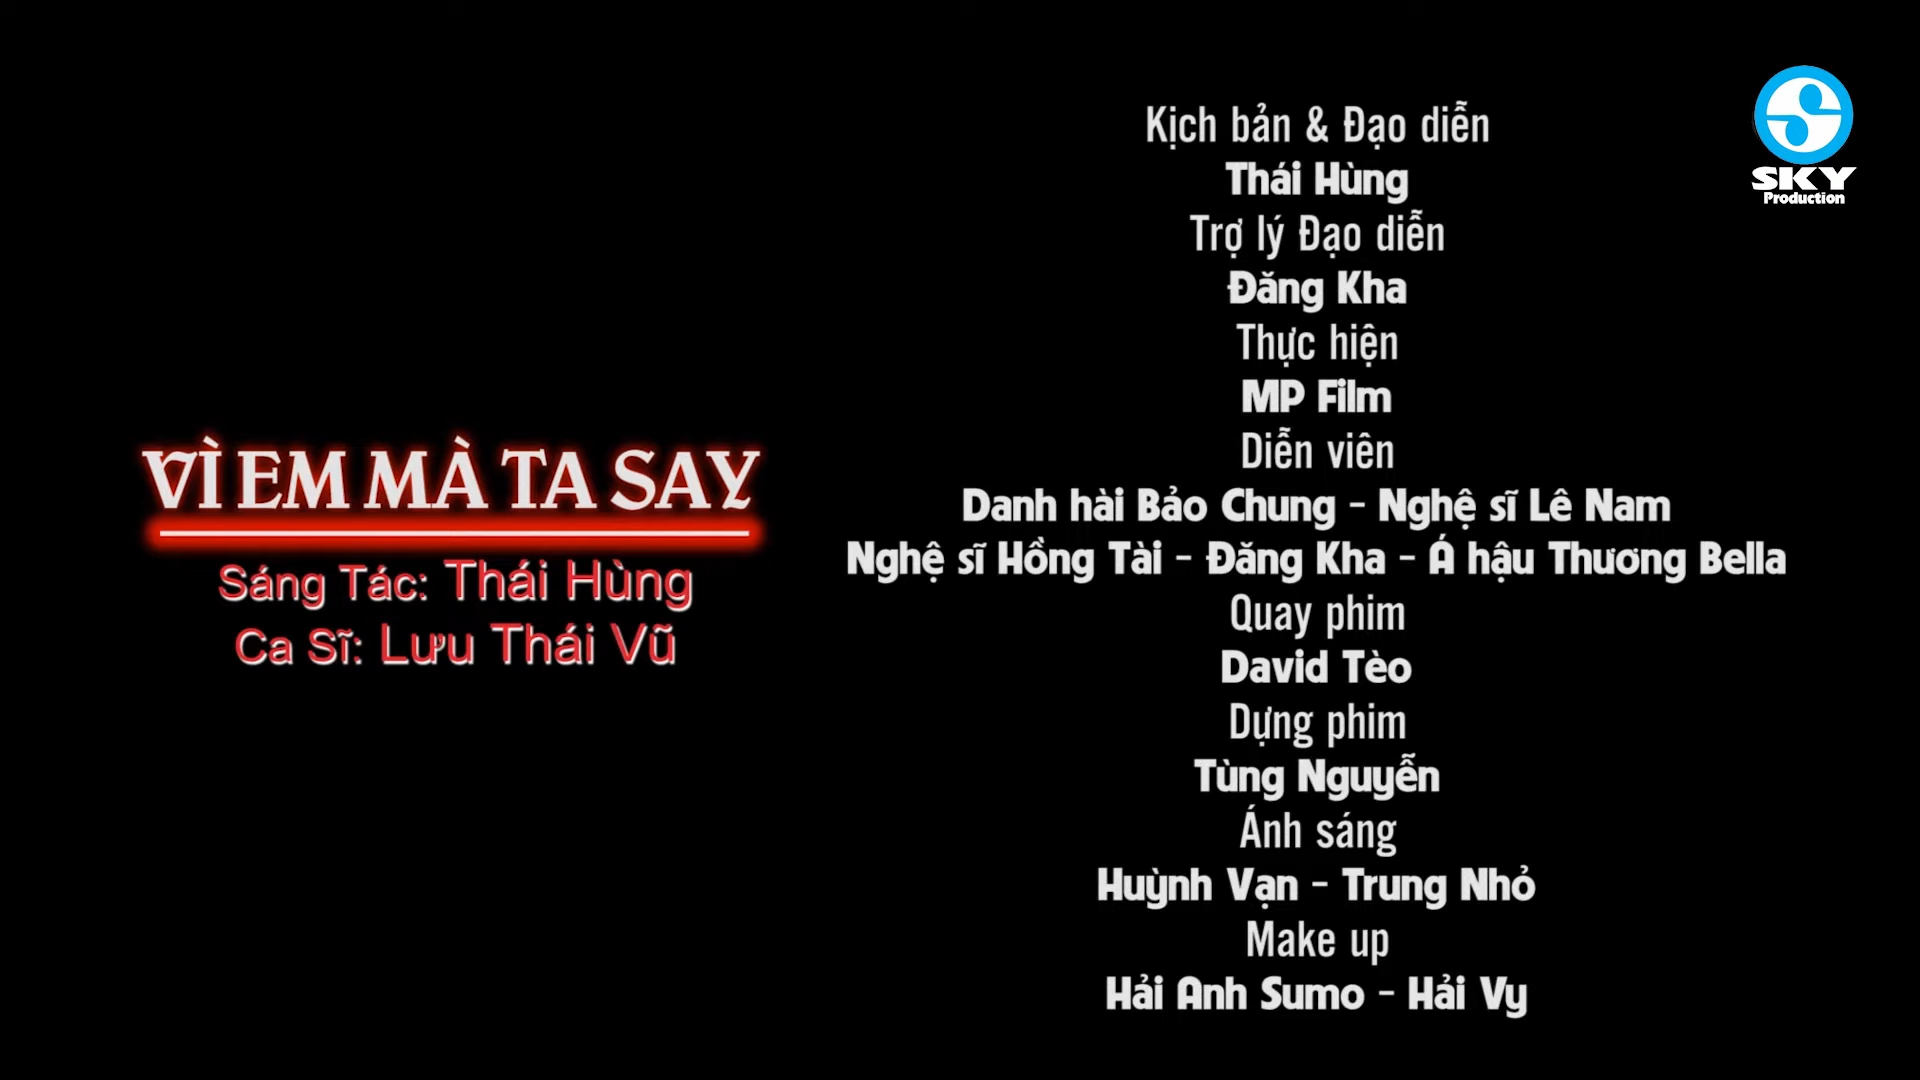 VÌ EM MÀ TA SAY
Sáng Tác: Thái Hùng
Ca Sĩ: Lưu Thái Vũ
Kịch bản & Đạo diễn
Thái Hùng
Trợ lý Đạo diễn
Đăng Kha
Thực hiện
MP Film
Diễn viên
Danh hài Bảo Chung - Nghệ sĩ Lê Nam
Nghệ sĩ Hồng Tài - Đăng Kha - Á hậu Thương Bella
Quay phim
David Tèo
Dựng phim
Tùng Nguyễn
Ánh sáng
Huỳnh Vạn - Trung Nhỏ
Make up
Hải Anh Sumo - Hải Vy
SKY
Production